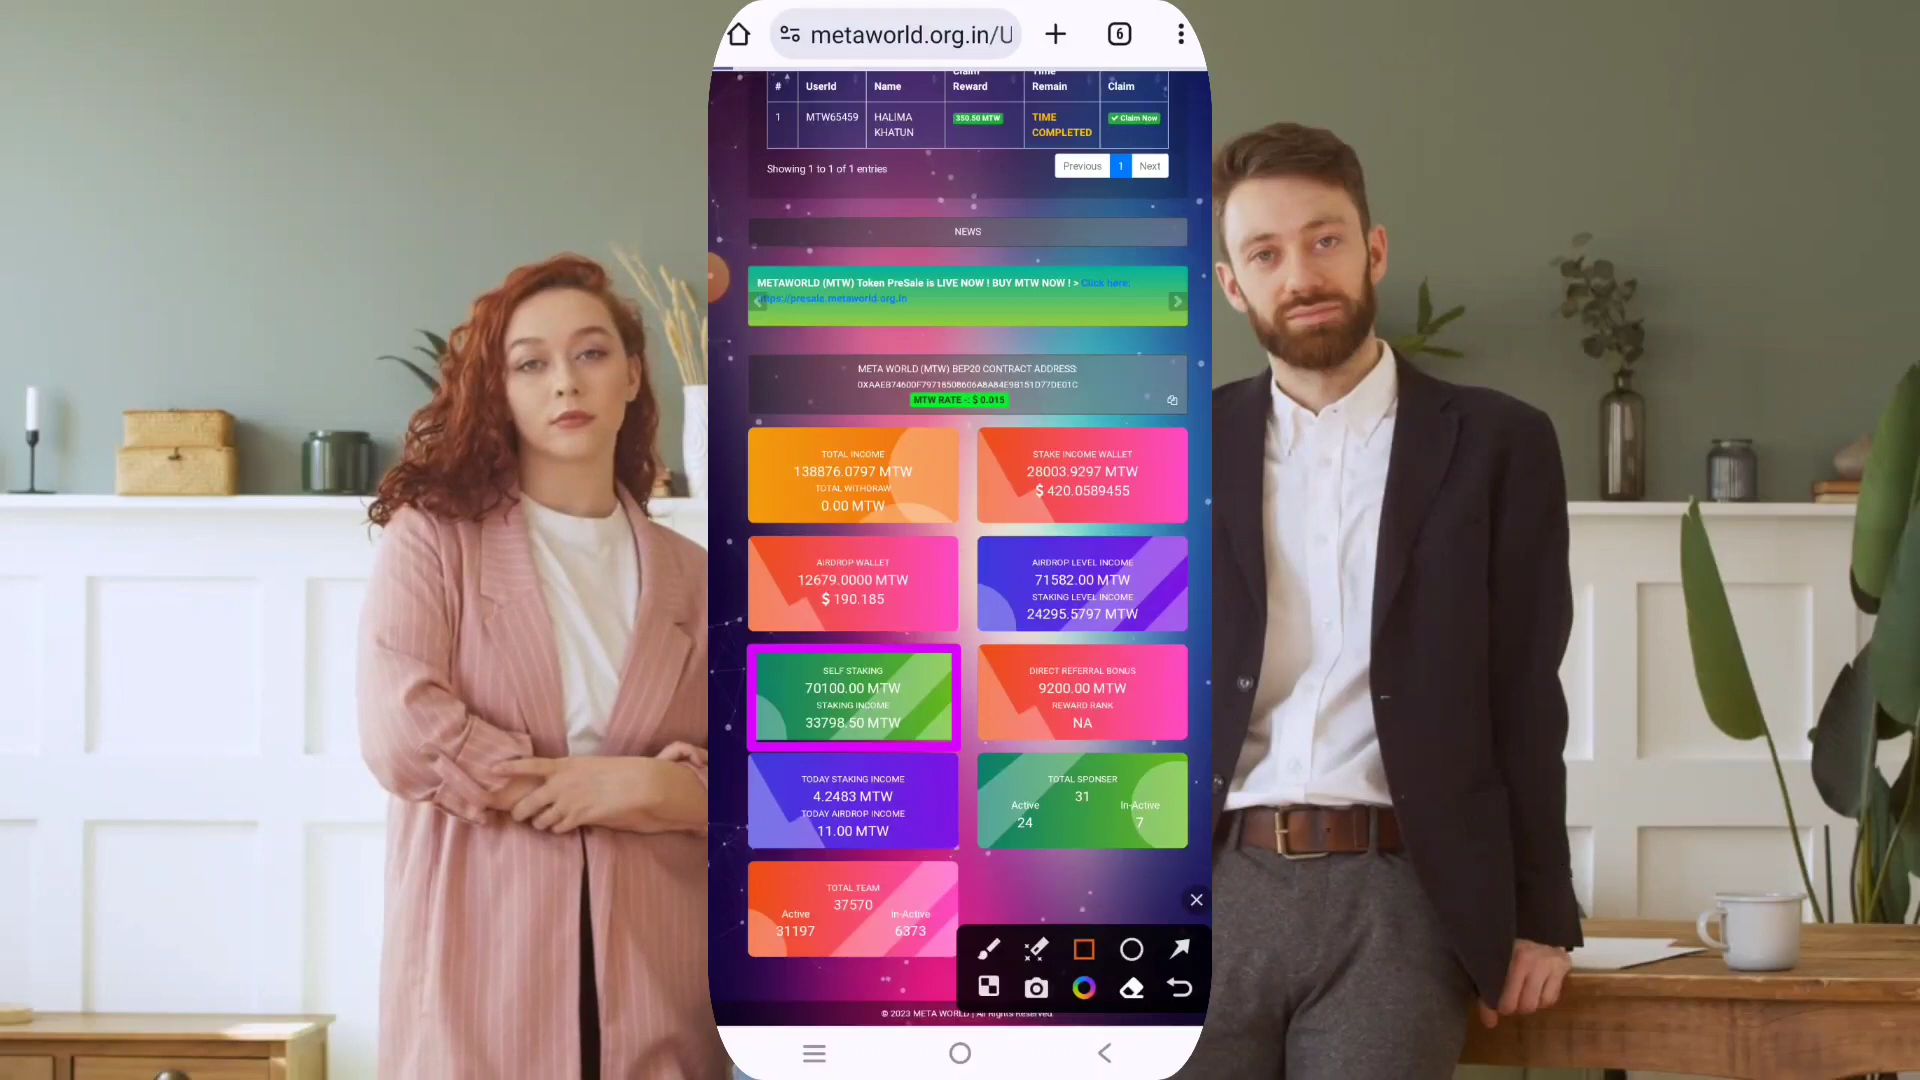 metaworld.org.in/U
6
Claim Time
# UserId Name Reward Remain Claim
1 MTW65459 HALIMA KHATUN 350.50 MTW TIME COMPLETED Claim Now
Showing 1 to 1 of 1 entries
Previous 1 Next
NEWS
METAWORLD (MTW) Token PreSale is LIVE NOW ! BUY MTW NOW ! > Click here:
https://presale.metaworld.org.in
META WORLD (MTW) BEP20 CONTRACT ADDRESS:
MTW RATE -: $ 0.015
TOTAL INCOME
138876.0797 MTW
TOTAL WITHDRAW
0.00 MTW
STAKE INCOME WALLET
28003.9297 MTW
$ 420.0589455
AIRDROP WALLET
12679.0000 MTW
$ 190.185
AIRDROP LEVEL INCOME
71582.00 MTW
STAKING LEVEL INCOME
24295.5797 MTW
SELF STAKING
70100.00 MTW
STAKING INCOME
33798.50 MTW
DIRECT REFERRAL BONUS
9200.00 MTW
REWARD RANK
NA
TODAY STAKING INCOME
4.2483 MTW
TODAY AIRDROP INCOME
11.00 MTW
TOTAL SPONSER
31
Active In-Active
24 7
TOTAL TEAM
37570
Active In-Active
31197 6373
© 2023 META WORLD | All Rights Reserved.